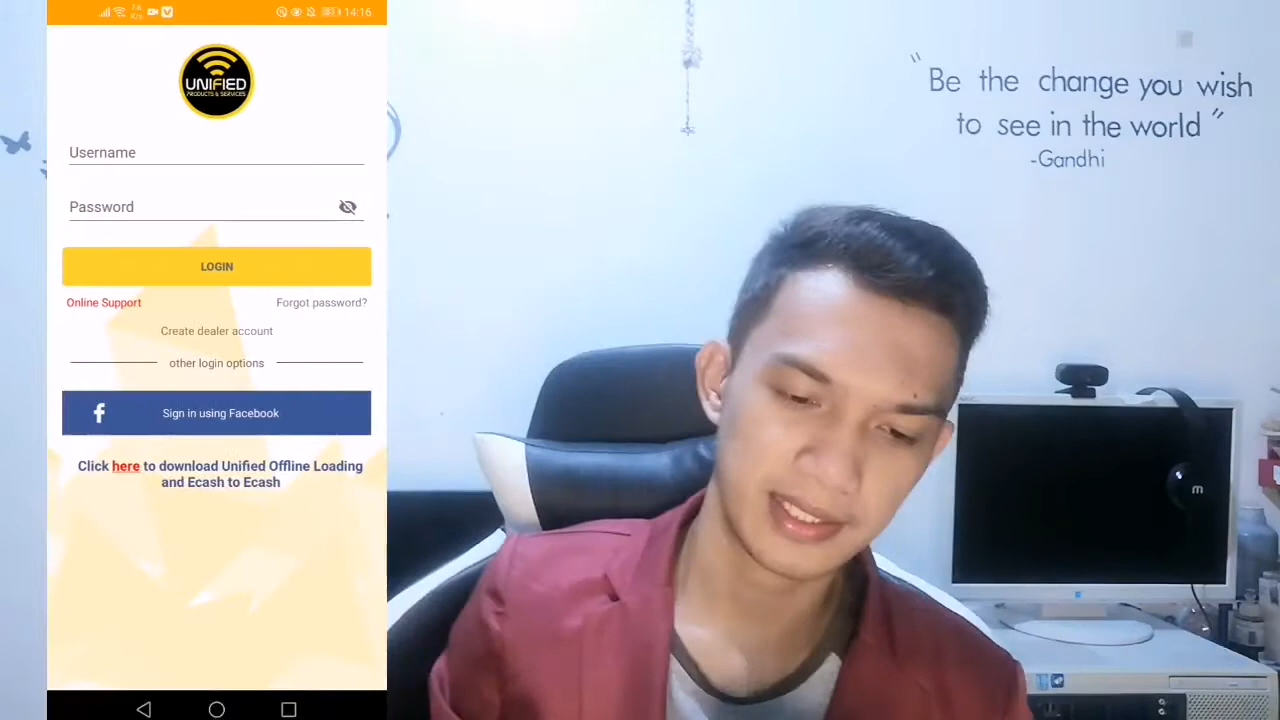 14:16
UNIFIED
PRODUCTS & SERVICES
Username
Password
LOGIN
Online Support
Forgot password?
Create dealer account
other login options
f
Sign in using Facebook
Click here to download Unified Offline Loading
and Ecash to Ecash
“Be the change you wish
to see in the world”
-Gandhi
m